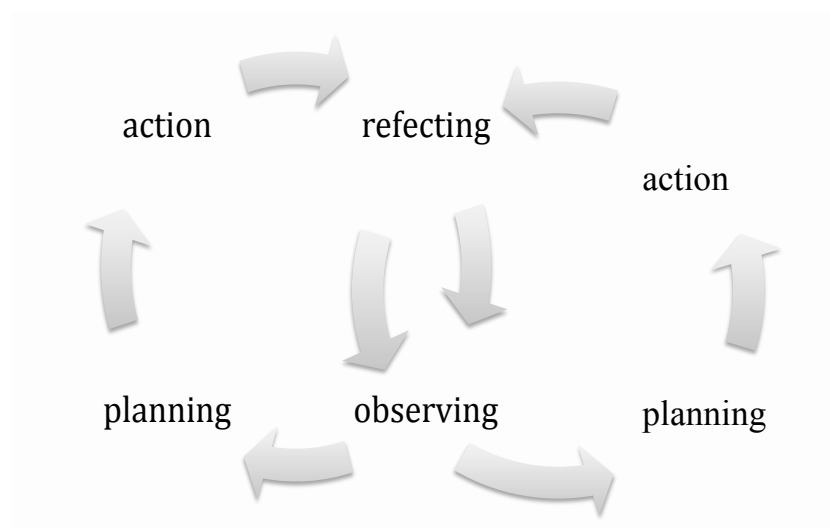 action
refecting
action
planning
observing
planning